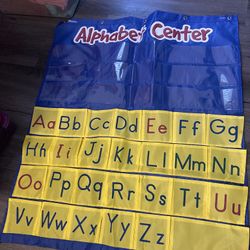 Alphabet Center
Aa Bb Cc Dd Ee Ff Gg
Hh Ii Jj Kk Ll Mm Nn
Oo Pp Qq Rr Ss Tt Uu
Vv Ww Xx Yy Zz